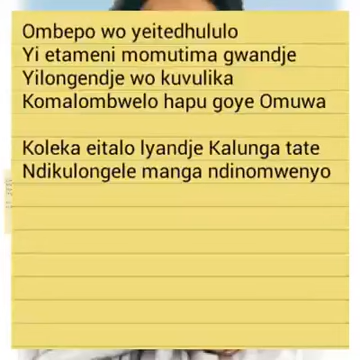 Ombepo wo yeitedhululo
Yi etameni momutima gwandje
Yilongendje wo kuvulika
Komalombwelo hapu goye Omuwa
Koleka eitalo lyandje Kalunga tate
Ndikulongele manga ndinomwenyo